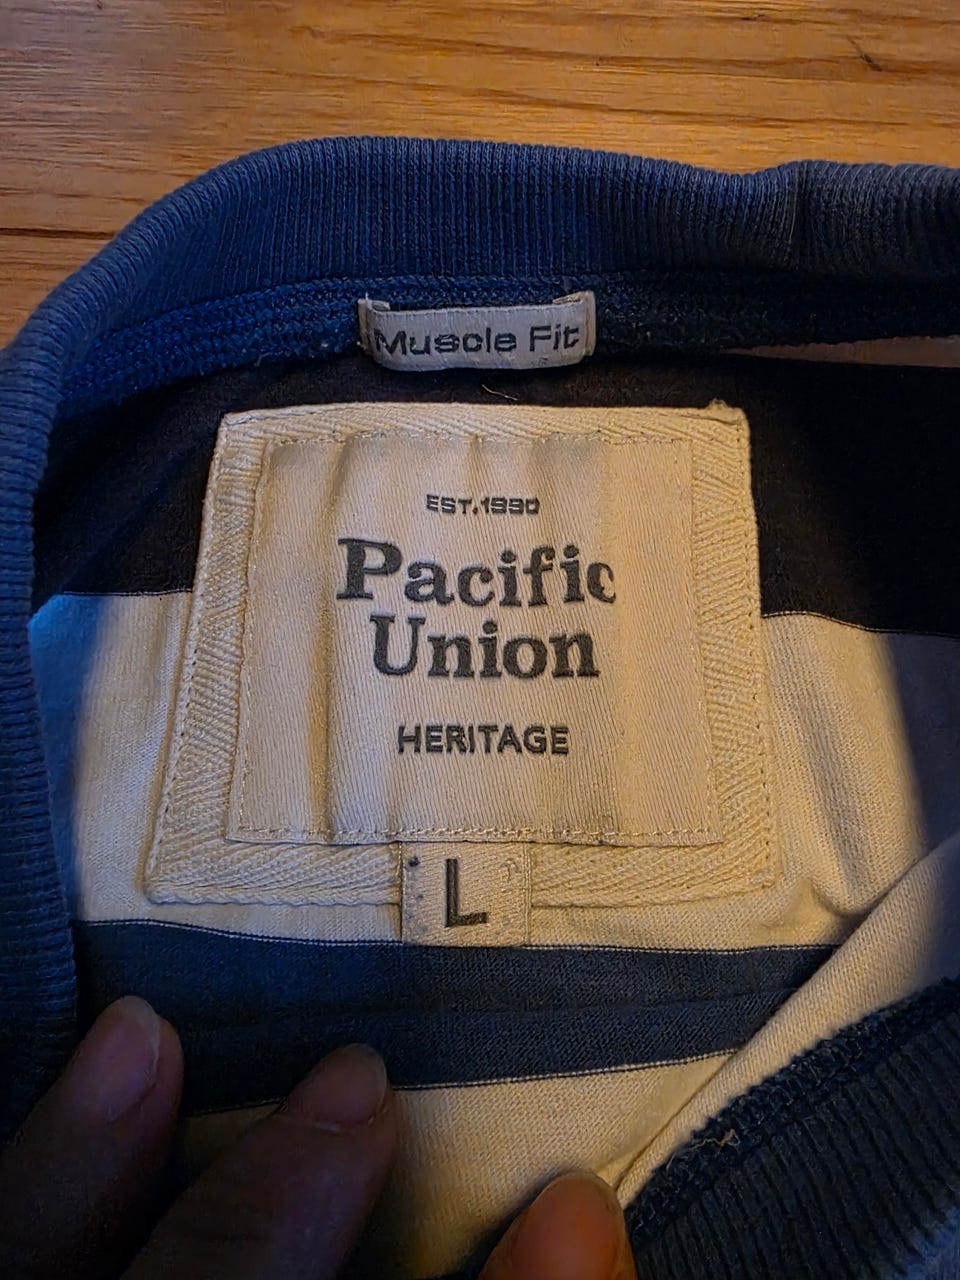 Muscle Fit
EST.1990
Pacific
Union
HERITAGE
L